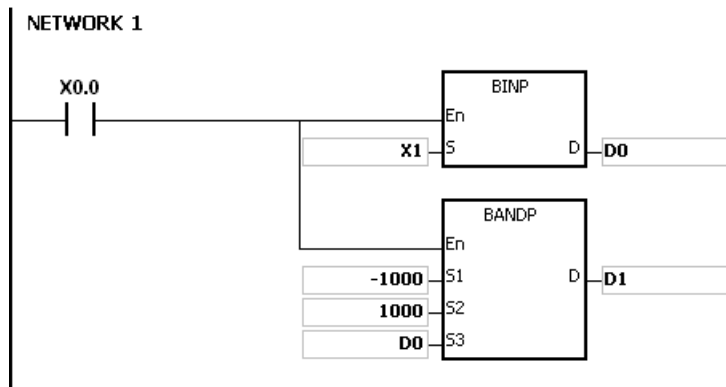 NETWORK 1
X0.0
BINP
En
X1 S D D0
BANDP
En
-1000 S1 D D1
1000 S2
D0 S3